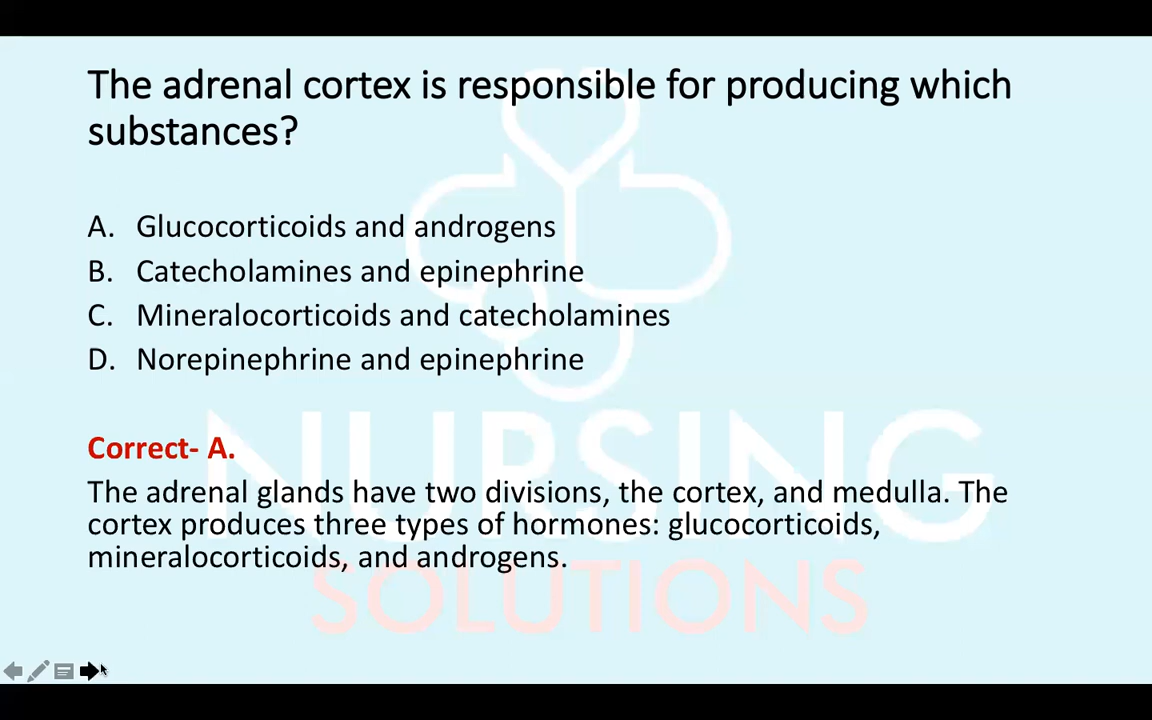 The adrenal cortex is responsible for producing which
substances?
A. Glucocorticoids and androgens
B. Catecholamines and epinephrine
C. Mineralocorticoids and catecholamines
D. Norepinephrine and epinephrine
Correct- A.
The adrenal glands have two divisions, the cortex, and medulla. The
cortex produces three types of hormones: glucocorticoids,
mineralocorticoids, and androgens.
NURSING
SOLUTIONS